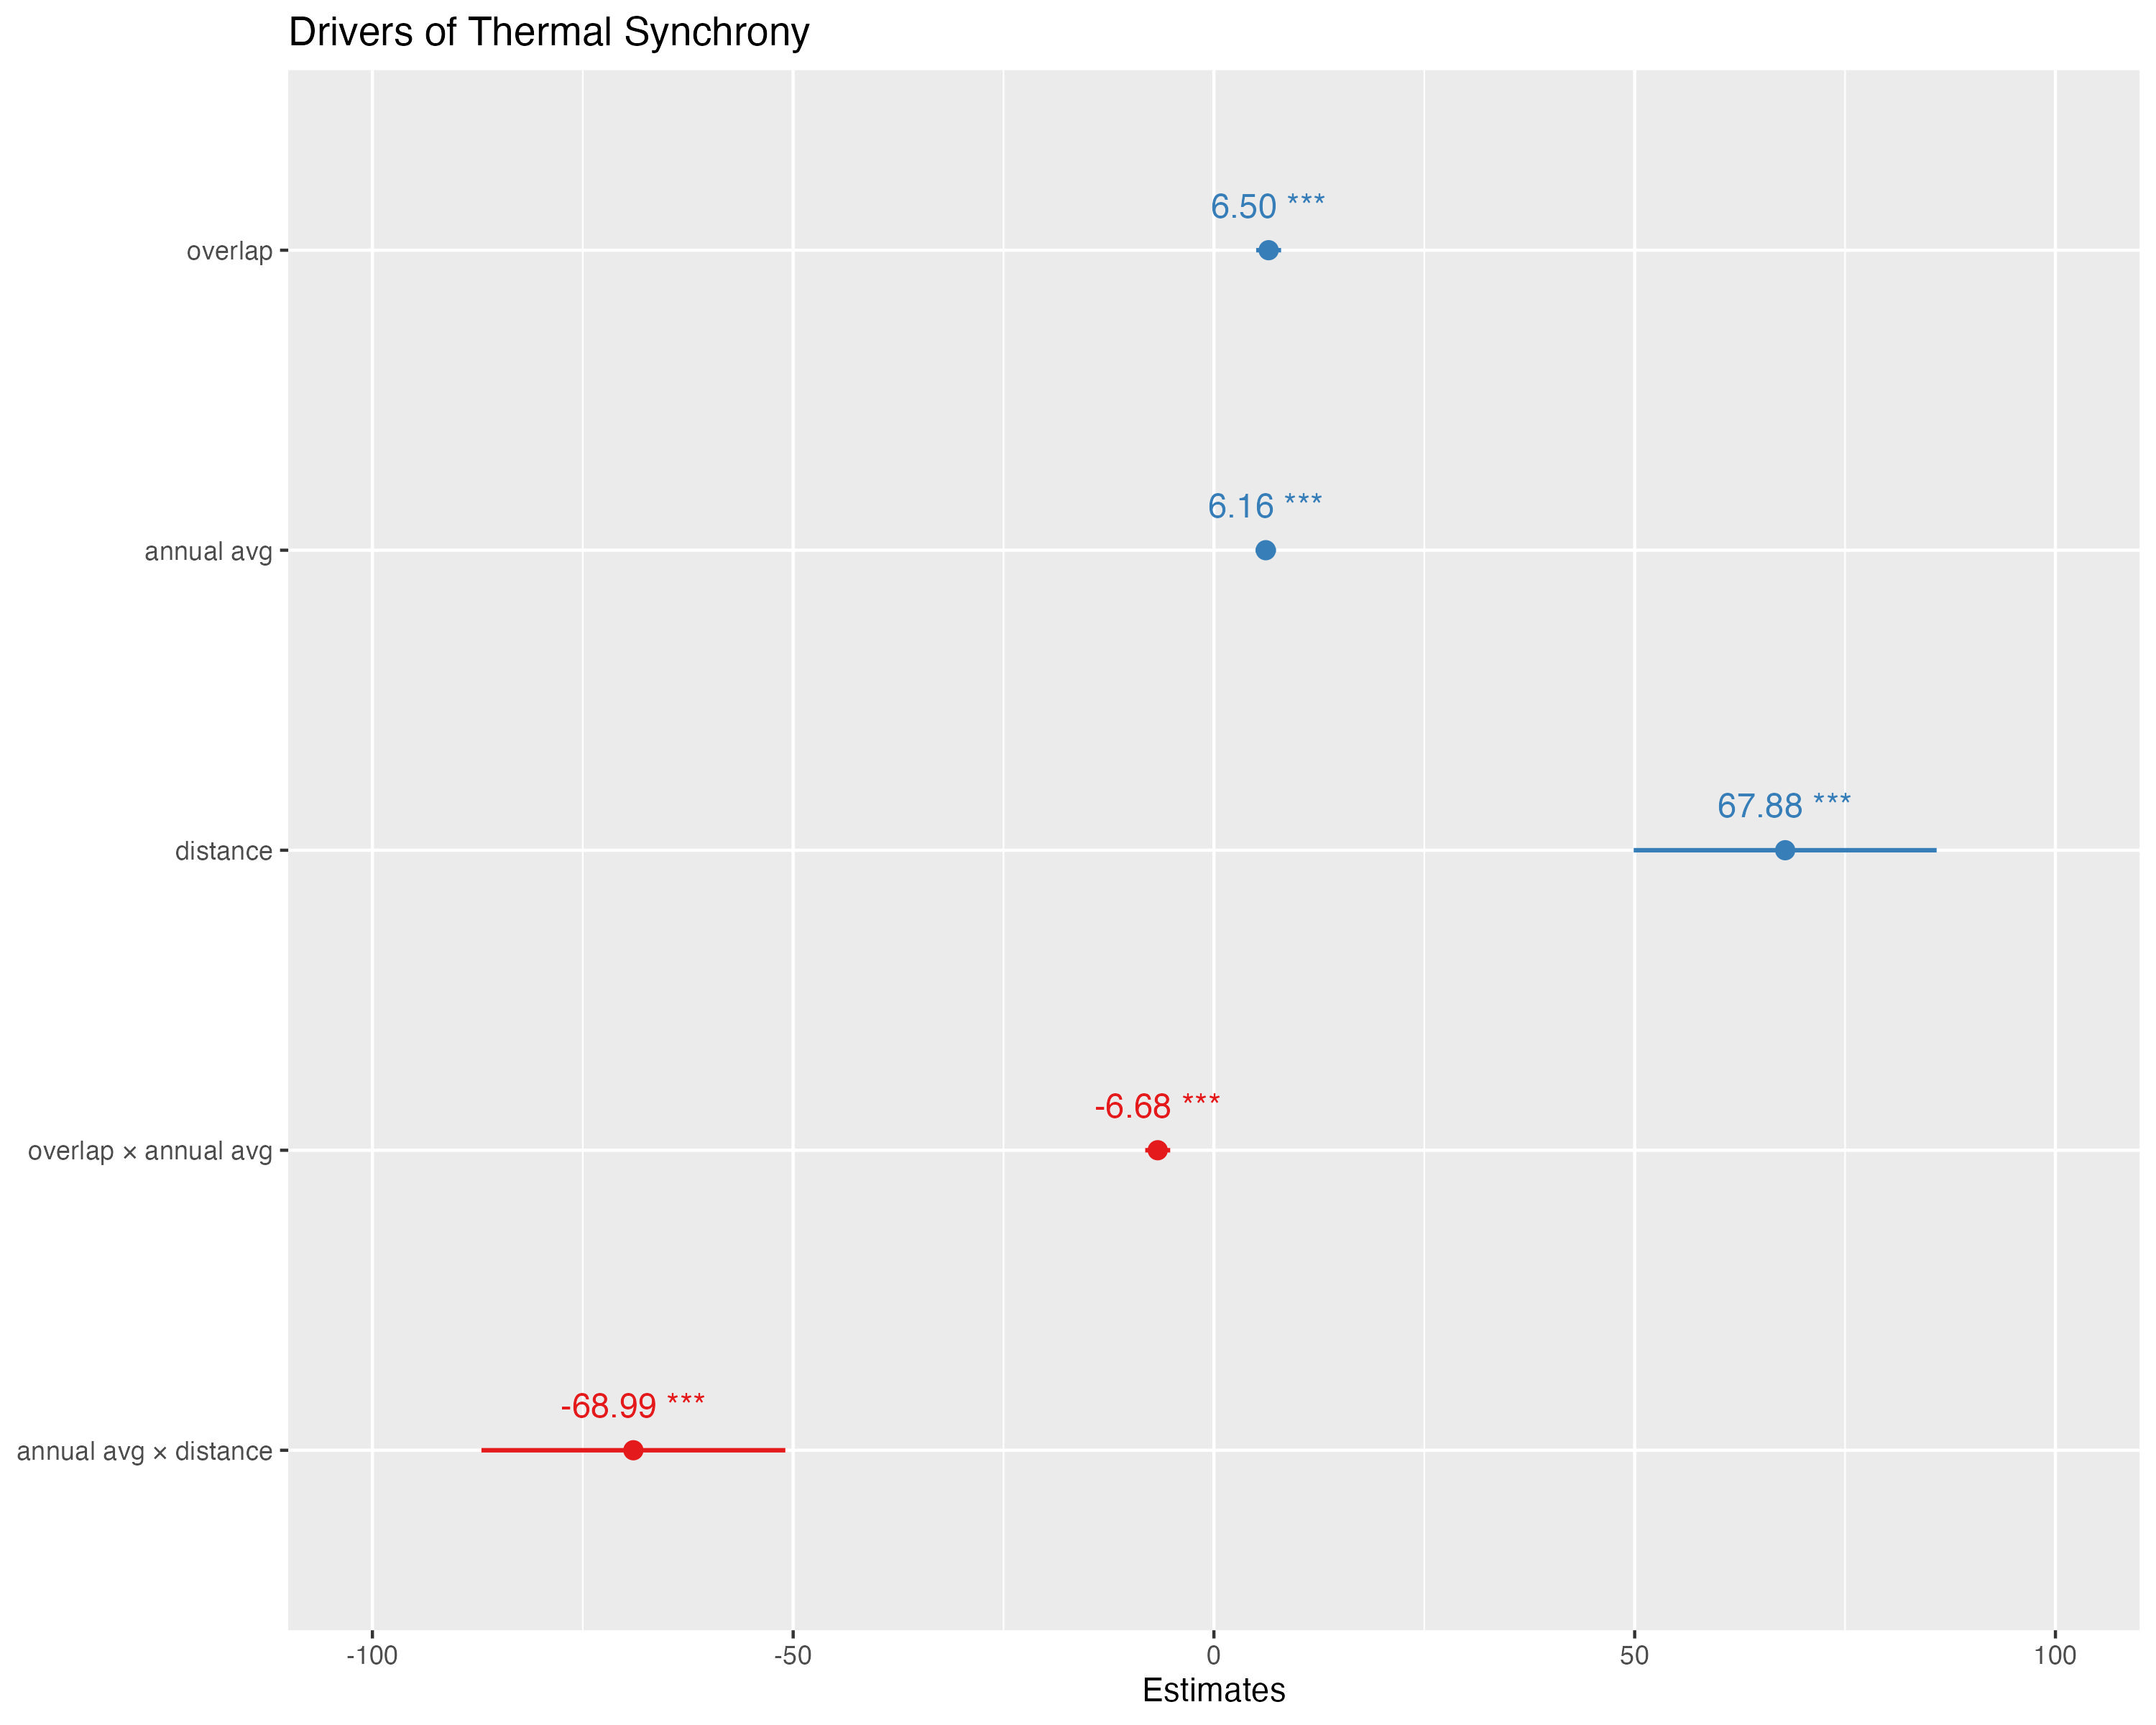 Drivers of Thermal Synchrony
overlap
6.50 ***
annual avg
6.16 ***
distance
67.88 ***
overlap × annual avg
-6.68 ***
annual avg × distance
-68.99 ***
-100 -50 0 50 100
Estimates